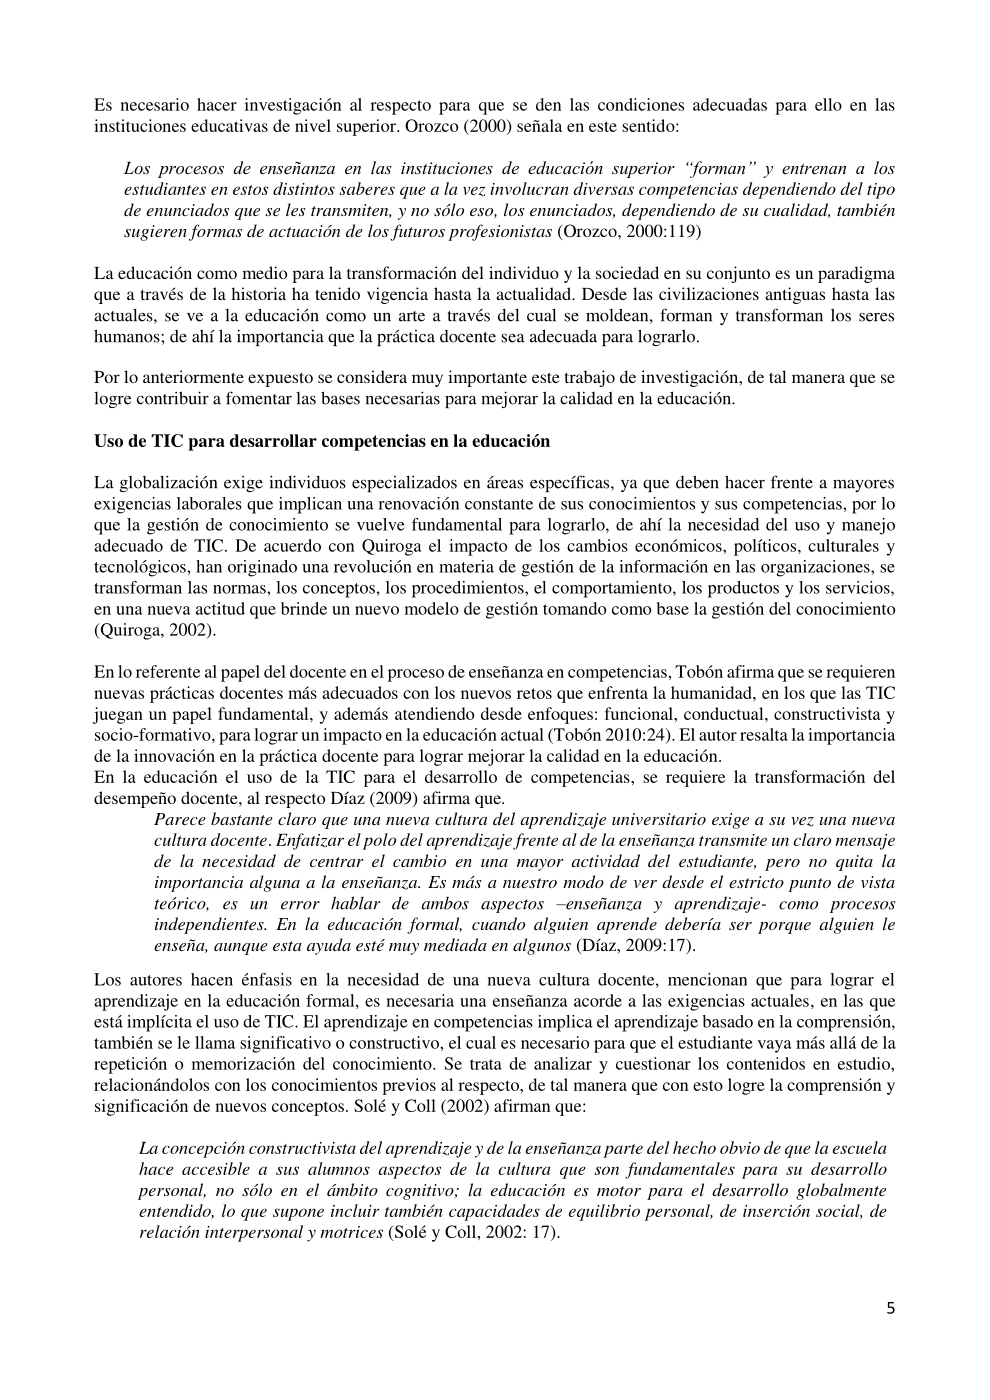 Es necesario hacer investigación al respecto para que se den las condiciones adecuadas para ello en las
instituciones educativas de nivel superior. Orozco (2000) señala en este sentido:
Los procesos de enseñanza en las instituciones de educación superior “forman” y entrenan a los
estudiantes en estos distintos saberes que a la vez involucran diversas competencias dependiendo del tipo
de enunciados que se les transmiten, y no sólo eso, los enunciados, dependiendo de su cualidad, también
sugieren formas de actuación de los futuros profesionistas (Orozco, 2000:119)
La educación como medio para la transformación del individuo y la sociedad en su conjunto es un paradigma
que a través de la historia ha tenido vigencia hasta la actualidad. Desde las civilizaciones antiguas hasta las
actuales, se ve a la educación como un arte a través del cual se moldean, forman y transforman los seres
humanos; de ahí la importancia que la práctica docente sea adecuada para lograrlo.
Por lo anteriormente expuesto se considera muy importante este trabajo de investigación, de tal manera que se
logre contribuir a fomentar las bases necesarias para mejorar la calidad en la educación.
Uso de TIC para desarrollar competencias en la educación
La globalización exige individuos especializados en áreas específicas, ya que deben hacer frente a mayores
exigencias laborales que implican una renovación constante de sus conocimientos y sus competencias, por lo
que la gestión de conocimiento se vuelve fundamental para lograrlo, de ahí la necesidad del uso y manejo
adecuado de TIC. De acuerdo con Quiroga el impacto de los cambios económicos, políticos, culturales y
tecnológicos, han originado una revolución en materia de gestión de la información en las organizaciones, se
transforman las normas, los conceptos, los procedimientos, el comportamiento, los productos y los servicios,
en una nueva actitud que brinde un nuevo modelo de gestión tomando como base la gestión del conocimiento
(Quiroga, 2002).
En lo referente al papel del docente en el proceso de enseñanza en competencias, Tobón afirma que se requieren
nuevas prácticas docentes más adecuados con los nuevos retos que enfrenta la humanidad, en los que las TIC
juegan un papel fundamental, y además atendiendo desde enfoques: funcional, conductual, constructivista y
socio-formativo, para lograr un impacto en la educación actual (Tobón 2010:24). El autor resalta la importancia
de la innovación en la práctica docente para lograr mejorar la calidad en la educación.
En la educación el uso de la TIC para el desarrollo de competencias, se requiere la transformación del
desempeño docente, al respecto Díaz (2009) afirma que.
Parece bastante claro que una nueva cultura del aprendizaje universitario exige a su vez una nueva
cultura docente. Enfatizar el polo del aprendizaje frente al de la enseñanza transmite un claro mensaje
de la necesidad de centrar el cambio en una mayor actividad del estudiante, pero no quita la
importancia alguna a la enseñanza. Es más a nuestro modo de ver desde el estricto punto de vista
teórico, es un error hablar de ambos aspectos –enseñanza y aprendizaje- como procesos
independientes. En la educación formal, cuando alguien aprende debería ser porque alguien le
enseña, aunque esta ayuda esté muy mediada en algunos (Díaz, 2009:17).
Los autores hacen énfasis en la necesidad de una nueva cultura docente, mencionan que para lograr el
aprendizaje en la educación formal, es necesaria una enseñanza acorde a las exigencias actuales, en las que
está implícita el uso de TIC. El aprendizaje en competencias implica el aprendizaje basado en la comprensión,
también se le llama significativo o constructivo, el cual es necesario para que el estudiante vaya más allá de la
repetición o memorización del conocimiento. Se trata de analizar y cuestionar los contenidos en estudio,
relacionándolos con los conocimientos previos al respecto, de tal manera que con esto logre la comprensión y
significación de nuevos conceptos. Solé y Coll (2002) afirman que:
La concepción constructivista del aprendizaje y de la enseñanza parte del hecho obvio de que la escuela
hace accesible a sus alumnos aspectos de la cultura que son fundamentales para su desarrollo
personal, no sólo en el ámbito cognitivo; la educación es motor para el desarrollo globalmente
entendido, lo que supone incluir también capacidades de equilibrio personal, de inserción social, de
relación interpersonal y motrices (Solé y Coll, 2002: 17).
5